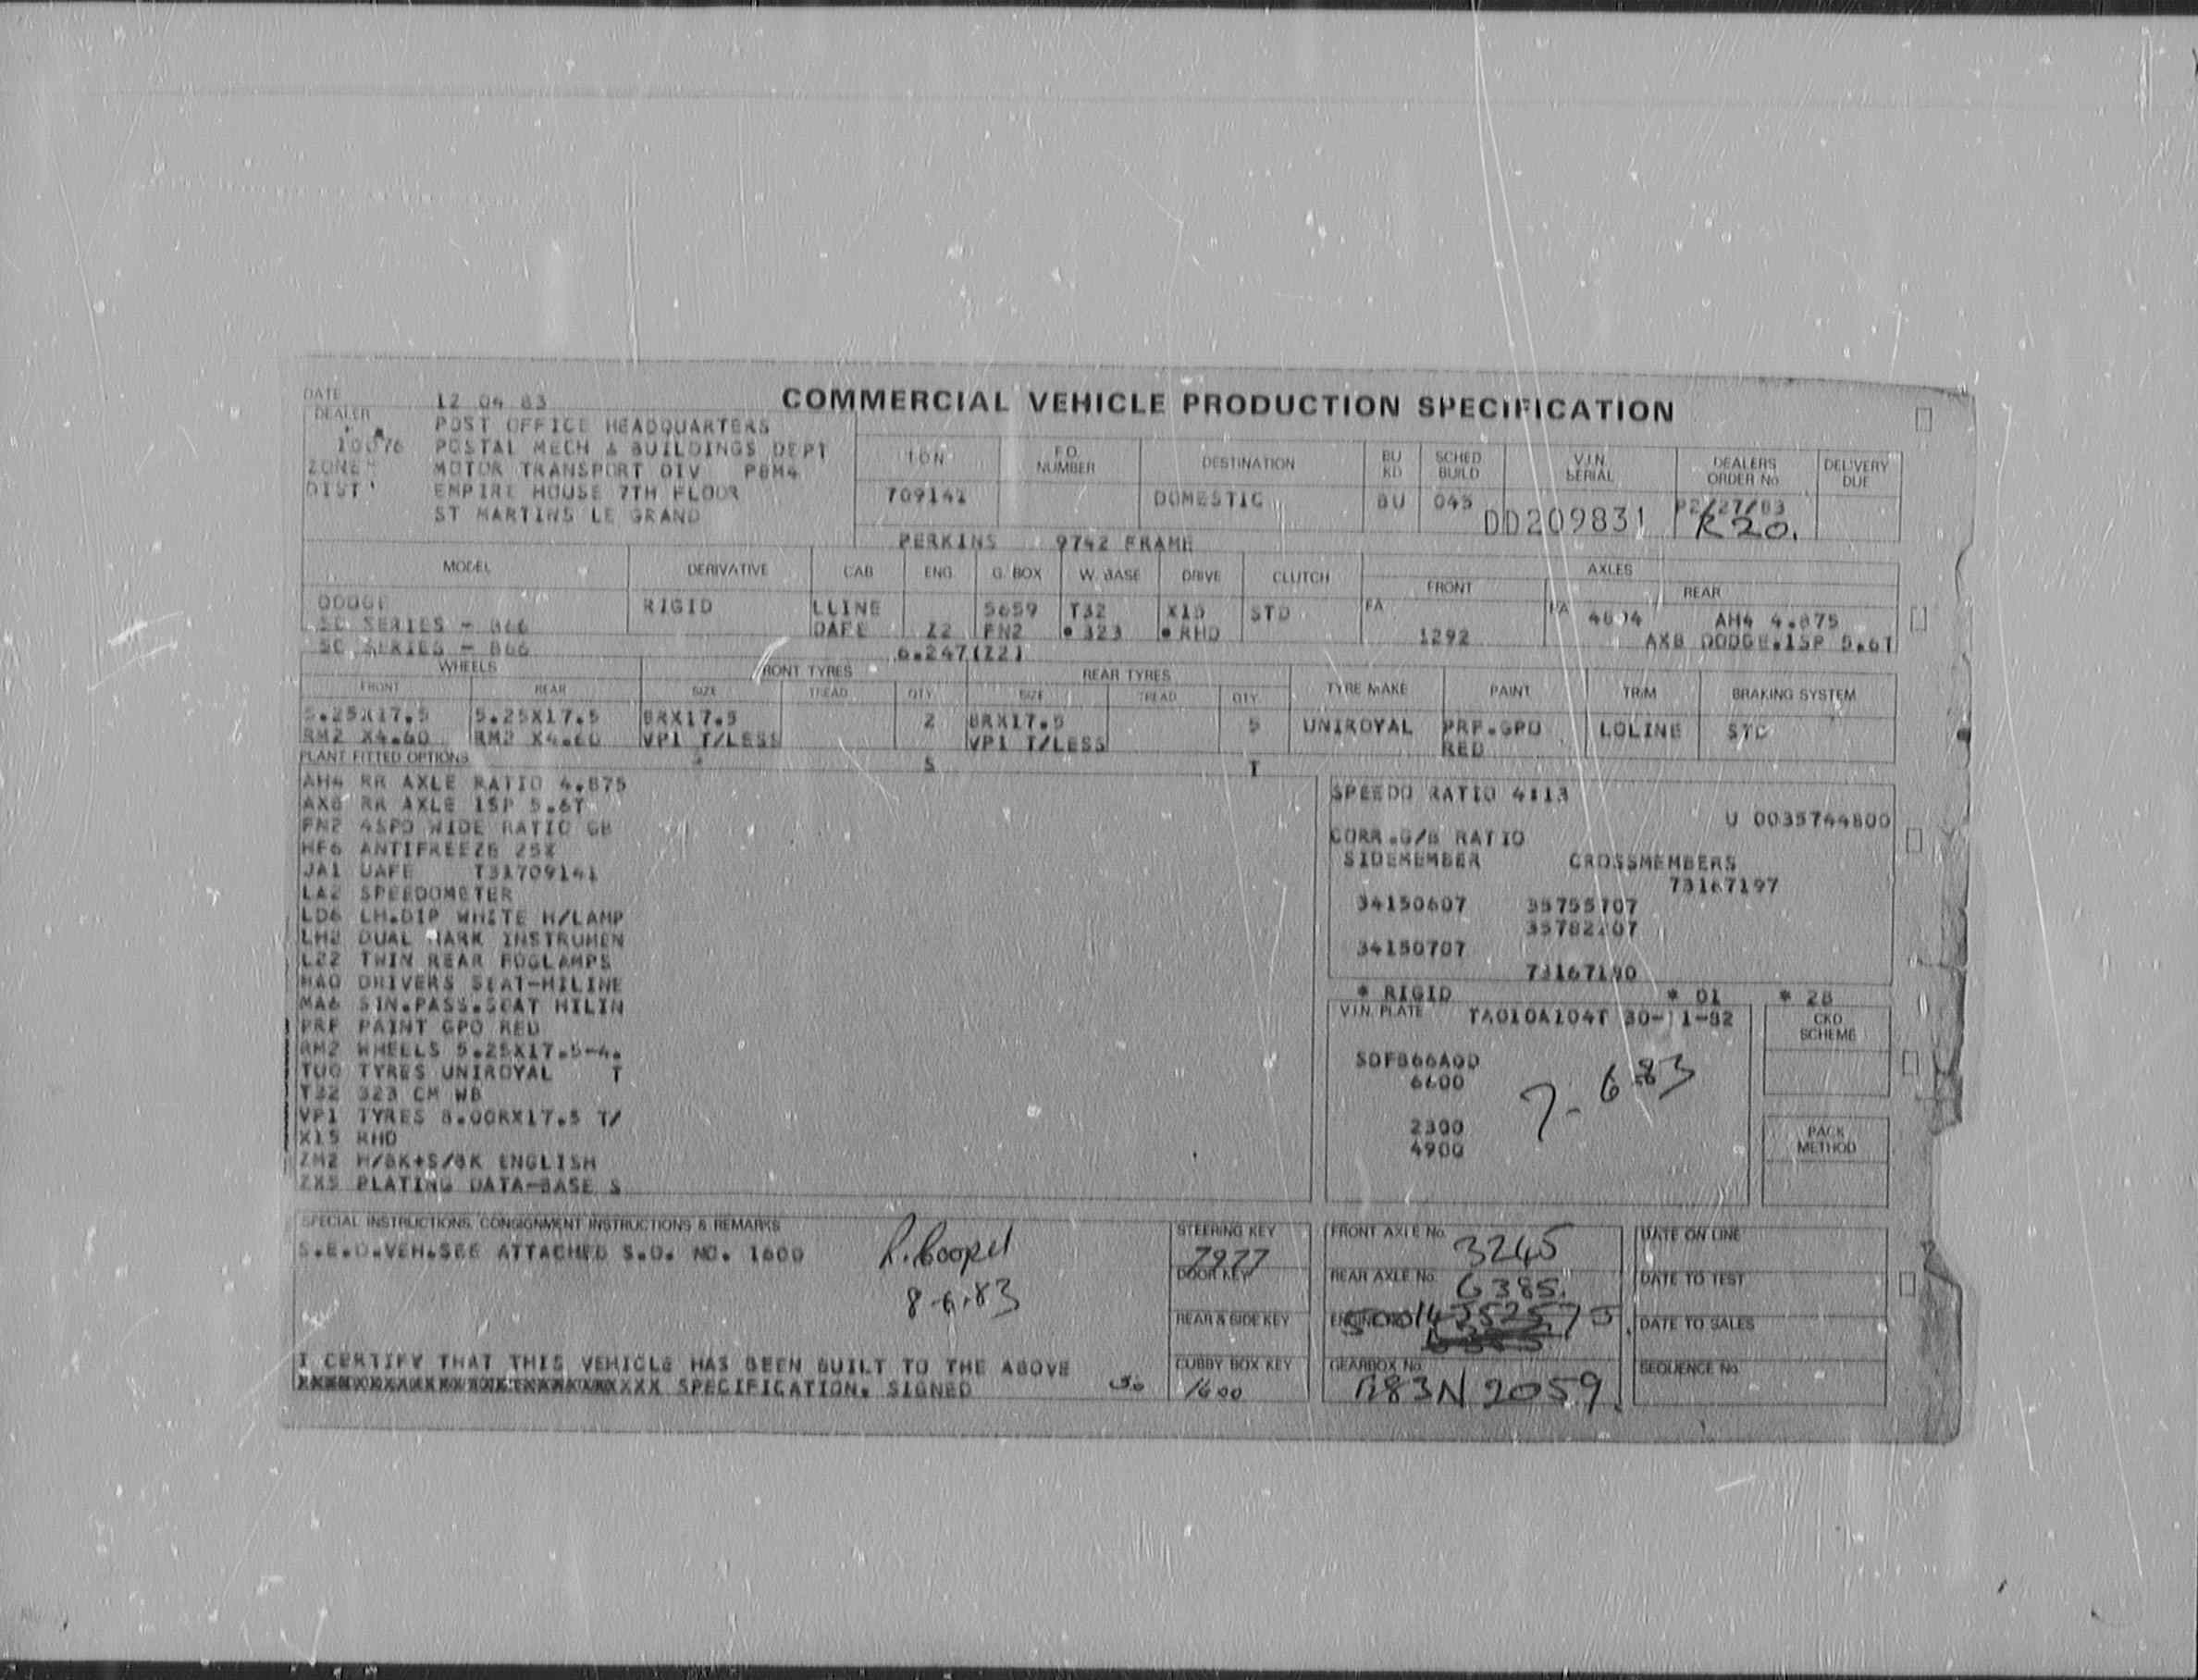 DATE 12 04 83 COMMERCIAL VEHICLE PRODUCTION SPECIFICATION
DEALER POST OFFICE HEADQUARTERS
10076 POSTAL MECH & BUILDINGS DEPT
ZONE MOTOR TRANSPORT DIV PBM4
DIST EMPIRE HOUSE 7TH FLOOR
ST MARTINS LE GRAND
F.O. NUMBER DESTINATION BU KD SCHED BUILD V.I.N. SERIAL DEALERS ORDER No DELIVERY DUE
709141 DOMESTIC BU 045 DD209831 P2/27/83
R20.
PERKINS 9742 FRAME
MODEL DERIVATIVE CAB ENG G. BOX W. BASE DRIVE CLUTCH AXLES
FRONT REAR
DODGE RIGID LLINE 5659 T32 X15 STD FA AH4 4.875
SC SERIES - B66 DAFE Z2 FN2 * 323 * RHD 1292 AX8 DODGE.1SP 5.6T
SC SERIES - B66 6.247(Z2)
WHEELS FRONT TYRES REAR TYRES TYRE MAKE PAINT TRIM BRAKING SYSTEM
FRONT REAR SIZE TREAD QTY SIZE TREAD QTY
5.25X17.5 5.25X17.5 8RX17.5 2 8RX17.5 5 UNIROYAL PRF.GPO LOLINE STD
RM2 X4.60 RM2 X4.60 VP1 T/LESS VP1 T/LESS RED
PLANT FITTED OPTIONS S T
AH4 RR AXLE RATIO 4.875
AX8 RR AXLE 1SP 5.6T
FN2 4SPD WIDE RATIO GB
HF6 ANTIFREEZE 25%
JA1 DAFE T31709141
LA2 SPEEDOMETER
LD6 LH.DIP WHITE H/LAMP
LH2 DUAL MARK INSTRUMEN
LZ2 TWIN REAR FOGLAMPS
MA0 DRIVERS SEAT-HILINE
MA6 SIN.PASS.SEAT HILIN
PRF PAINT GPO RED
RM2 WHEELS 5.25X17.5-4.
TU0 TYRES UNIROYAL T
T32 323 CM WB
VP1 TYRES 8.00RX17.5 T/
X15 RHD
ZM2 H/BK+S/BK ENGLISH
ZX5 PLATING DATA-BASE S
SPEEDO RATIO 4:13
U 0035744800
CORR.G/B RATIO
SIDEMEMBER CROSSMEMBERS
73167197
34150607 35755707
35782207
34150707
73167190
* RIGID * 01 * 28
V.I.N. PLATE TA010A104T 30-11-82
SDFB66A0D
6600
2300
4900
7-6.83
CKD SCHEME
PACK METHOD
SPECIAL INSTRUCTIONS, CONSIGNMENT INSTRUCTIONS & REMARKS
S.E.O.VEH.SEE ATTACHED S.O. NO. 1600
R. Cooper
8.6.83
I CERTIFY THAT THIS VEHICLE HAS BEEN BUILT TO THE ABOVE
SPECIFICATION. SIGNED
STEERING KEY
7977
DOOR KEY
REAR & SIDE KEY
CUBBY BOX KEY
1600
FRONT AXLE No. 3245
REAR AXLE No. 6385.
GEARBOX No.
R83N 2059.
DATE ON LINE
DATE TO TEST
DATE TO SALES
SEQUENCE No.